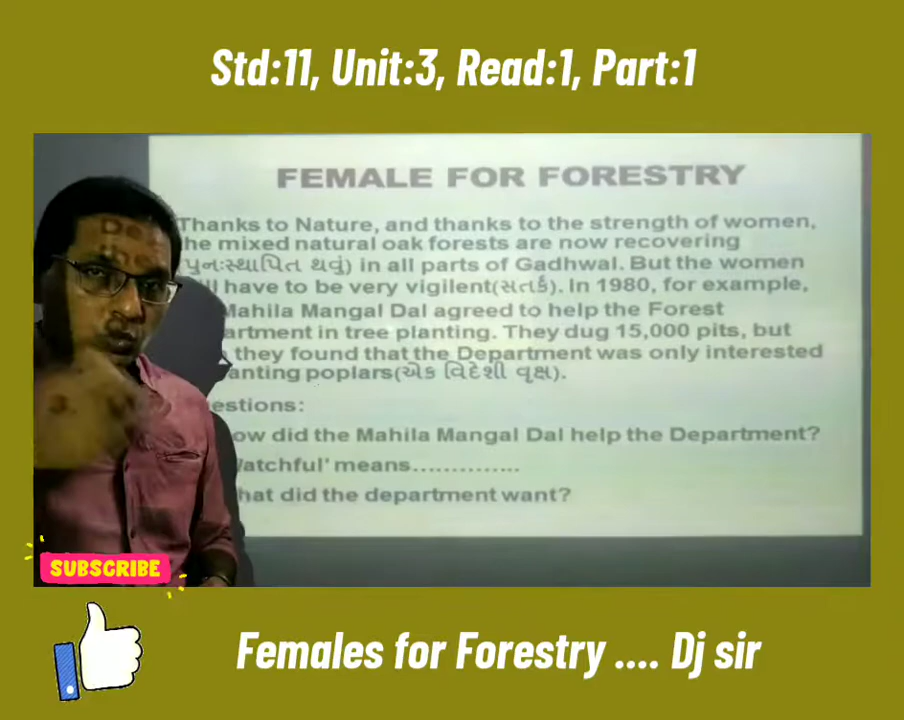 Std:11, Unit:3, Read:1, Part:1
FEMALE FOR FORESTRY
Thanks to Nature, and thanks to the strength of women,
he mixed natural oak forests are now recovering
પુનઃસ્થાપિત થવું) in all parts of Gadhwal. But the women
have to be very vigilent(સતર્ક). In 1980, for example,
Mahila Mangal Dal agreed to help the Forest
artment in tree planting. They dug 15,000 pits, but
they found that the Department was only interested
anting poplars(એક વિદેશી વૃક્ષ).
estions:
ow did the Mahila Mangal Dal help the Department?
Watchful' means..............
hat did the department want?
SUBSCRIBE
Females for Forestry .... Dj sir